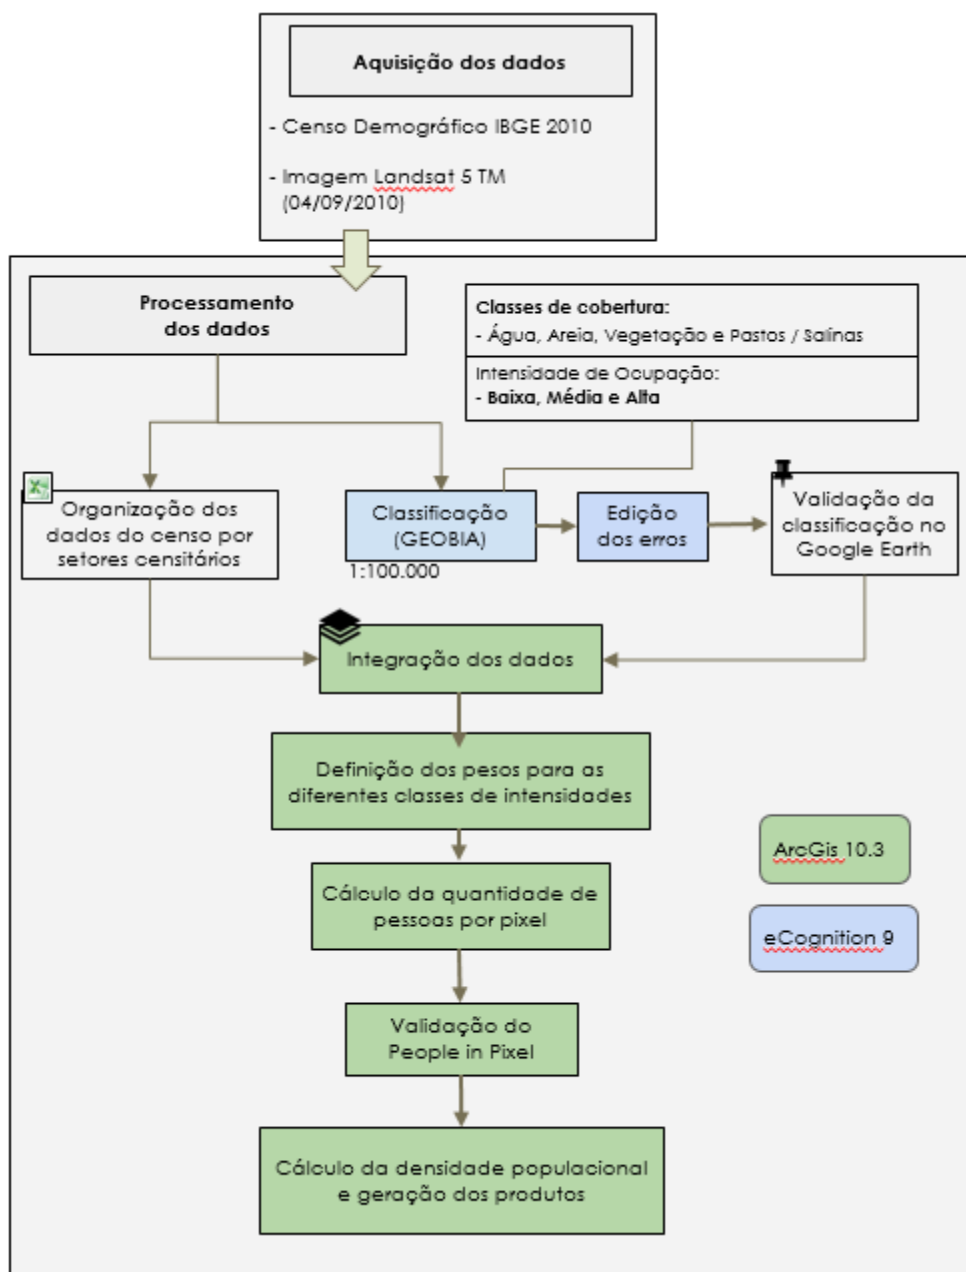 Aquisição dos dados
- Censo Demográfico IBGE 2010
- Imagem Landsat 5 TM
(04/09/2010)
Processamento
dos dados
Classes de cobertura:
- Água, Areia, Vegetação e Pastos / Salinas
Intensidade de Ocupação:
- Baixa, Média e Alta
Organização dos
dados do censo por
setores censitários
Classificação
(GEOBIA)
1:100.000
Edição
dos erros
Validação da
classificação no
Google Earth
Integração dos dados
Definição dos pesos para as
diferentes classes de intensidades
Cálculo da quantidade de
pessoas por pixel
Validação do
People in Pixel
Cálculo da densidade populacional
e geração dos produtos
ArcGis 10.3
eCognition 9